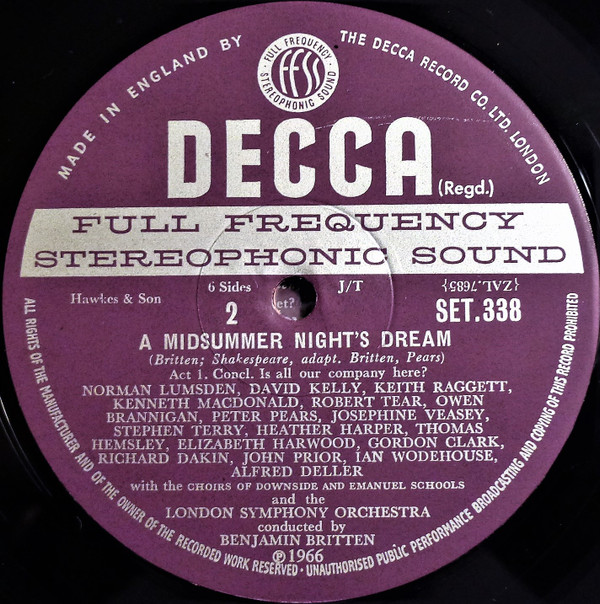 MADE IN ENGLAND BY
THE DECCA RECORD CO. LTD. LONDON
· FULL FREQUENCY ·
FFSS
STEREOPHONIC SOUND
DECCA (Regd.)
FULL FREQUENCY
STEREOPHONIC SOUND
Hawkes & Son
6 Sides
2
et?
J/T
{ZAL.7685}
SET.338
A MIDSUMMER NIGHT'S DREAM
(Britten; Shakespeare, adapt. Britten, Pears)
Act 1. Concl. Is all our company here?
NORMAN LUMSDEN, DAVID KELLY, KEITH RAGGETT,
KENNETH MACDONALD, ROBERT TEAR, OWEN
BRANNIGAN, PETER PEARS, JOSEPHINE VEASEY,
STEPHEN TERRY, HEATHER HARPER, THOMAS
HEMSLEY, ELIZABETH HARWOOD, GORDON CLARK,
RICHARD DAKIN, JOHN PRIOR, IAN WODEHOUSE,
ALFRED DELLER
with the CHOIRS OF DOWNSIDE AND EMANUEL SCHOOLS
and the
LONDON SYMPHONY ORCHESTRA
conducted by
BENJAMIN BRITTEN
℗1966
ALL RIGHTS OF THE MANUFACTURER AND OF THE OWNER OF THE RECORDED WORK RESERVED · UNAUTHORISED PUBLIC PERFORMANCE BROADCASTING AND COPYING OF THIS RECORD PROHIBITED